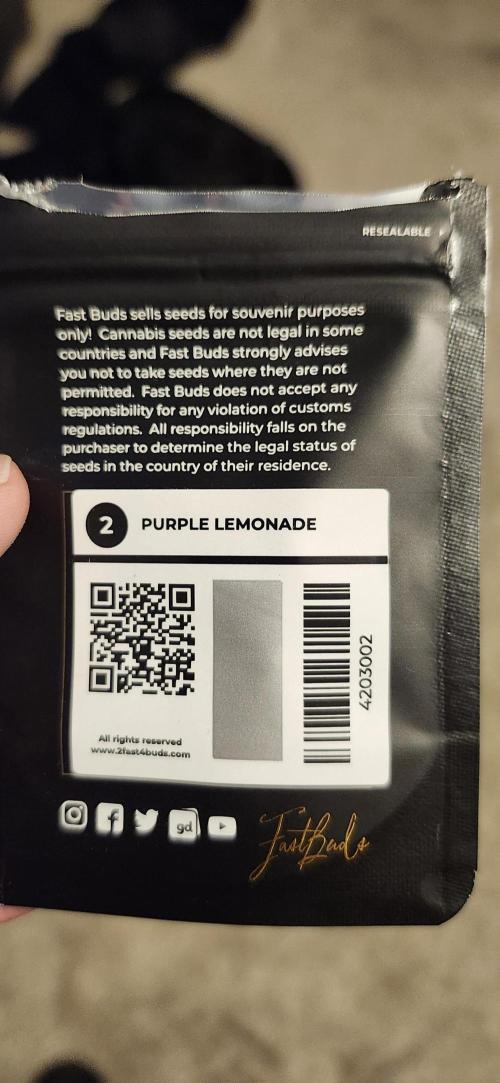 RESEALABLE
Fast Buds sells seeds for souvenir purposes
only! Cannabis seeds are not legal in some
countries and Fast Buds strongly advises
you not to take seeds where they are not
permitted. Fast Buds does not accept any
responsibility for any violation of customs
regulations. All responsibility falls on the
purchaser to determine the legal status of
seeds in the country of their residence.
2 PURPLE LEMONADE
4203002
All rights reserved
www.2fast4buds.com
f gd
FastBuds